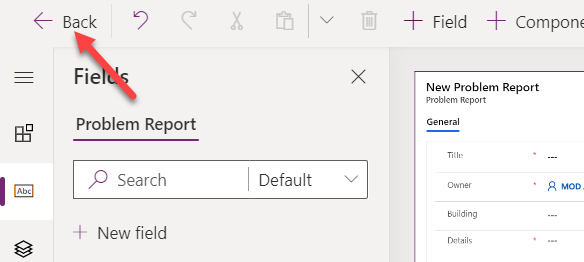 Back
+ Field
+ Compone
Fields
Problem Report
Search
Default
+ New field
Abc
New Problem Report
Problem Report
General
Title * ---
Owner * MOD
Building ---
Details * ---